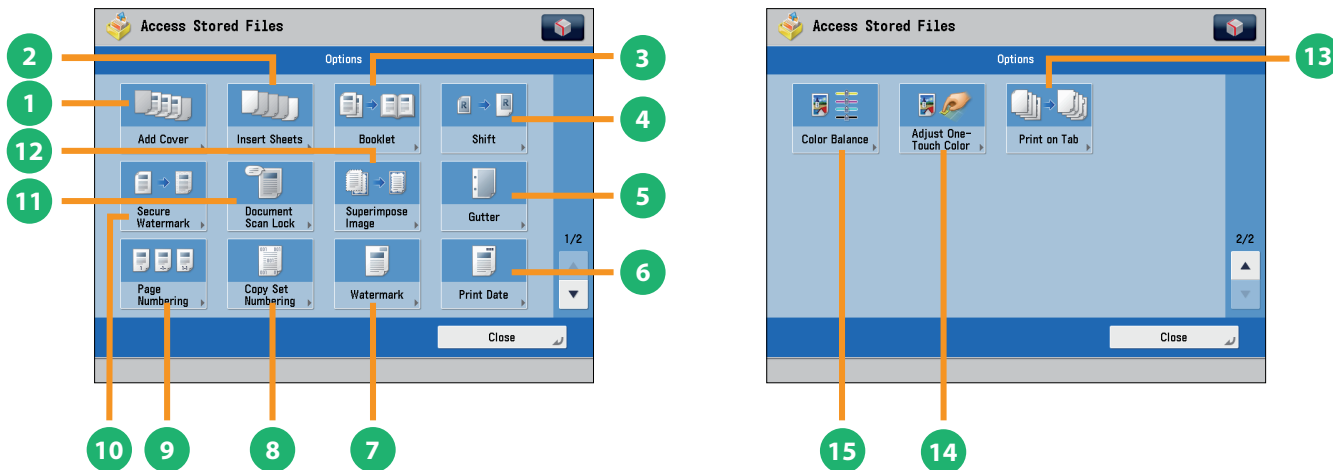 Access Stored Files
Options
Add Cover
Insert Sheets
Booklet
Shift
Secure
Watermark
Document
Scan Lock
Superimpose
Image
Gutter
1/2
Page
Numbering
Copy Set
Numbering
Watermark
Print Date
Close
1
2
3
4
5
6
7
8
9
10
11
12
Access Stored Files
Options
Color Balance
Adjust One-
Touch Color
Print on Tab
2/2
Close
13
14
15